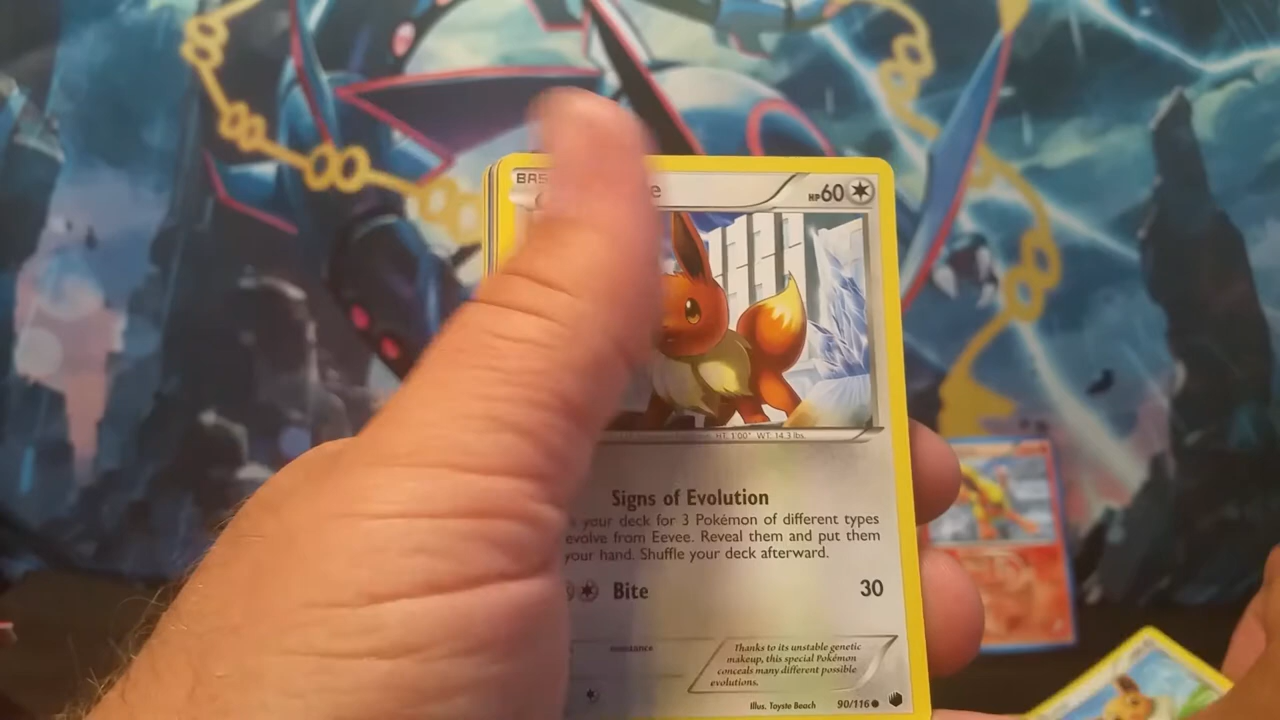 BAS e HP60
HT: 1'00" WT: 14.3 lbs.
Signs of Evolution
your deck for 3 Pokémon of different types
evolve from Eevee. Reveal them and put them
your hand. Shuffle your deck afterward.
Bite 30
resistance
Thanks to its unstable genetic
makeup, this special Pokémon
conceals many different possible
evolutions.
Illus. Toyste Beach 90/116